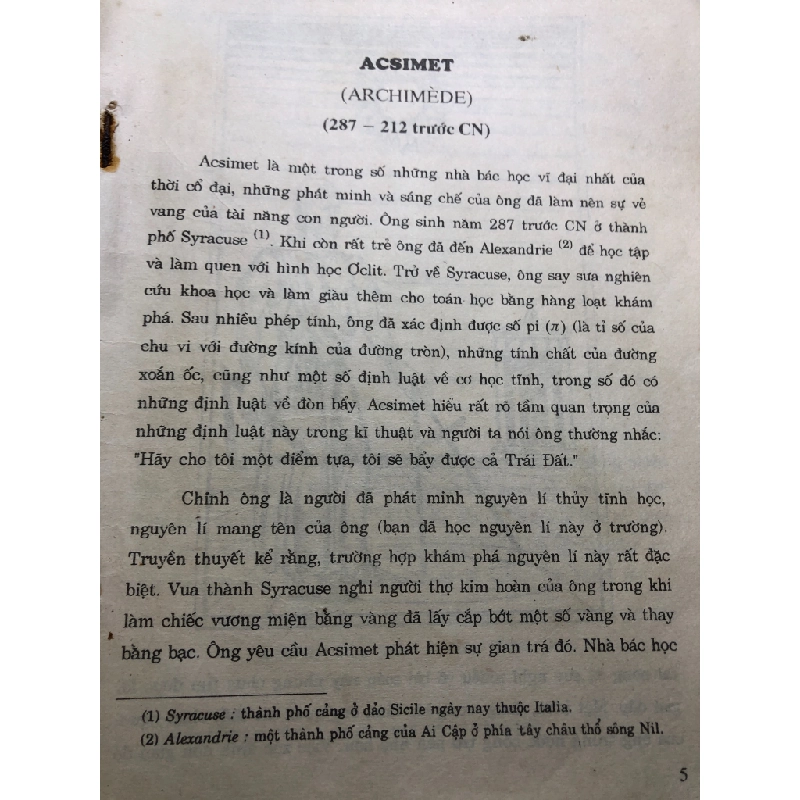 ACSIMET
(ARCHIMÈDE)
(287 – 212 trước CN)
Acsimet là một trong số những nhà bác học vĩ đại nhất của
thời cổ đại, những phát minh và sáng chế của ông đã làm nên sự vẻ
vang của tài năng con người. Ông sinh năm 287 trước CN ở thành
phố Syracuse (1). Khi còn rất trẻ ông đã đến Alexandrie (2) để học tập
và làm quen với hình học Ơclit. Trở về Syracuse, ông say sưa nghiên
cứu khoa học và làm giàu thêm cho toán học bằng hàng loạt khám
phá. Sau nhiều phép tính, ông đã xác định được số pi (π) (là tỉ số của
chu vi với đường kính của đường tròn), những tính chất của đường
xoắn ốc, cũng như một số định luật về cơ học tĩnh, trong số đó có
những định luật về đòn bẩy. Acsimet hiểu rất rõ tầm quan trọng của
những định luật này trong kĩ thuật và người ta nói ông thường nhắc:
"Hãy cho tôi một điểm tựa, tôi sẽ bẩy được cả Trái Đất."
Chính ông là người đã phát minh nguyên lí thủy tĩnh học,
nguyên lí mang tên của ông (bạn đã học nguyên lí này ở trường).
Truyền thuyết kể rằng, trường hợp khám phá nguyên lí này rất đặc
biệt. Vua thành Syracuse nghi người thợ kim hoàn của ông trong khi
làm chiếc vương miện bằng vàng đã lấy cắp bớt một số vàng và thay
bằng bạc. Ông yêu cầu Acsimet phát hiện sự gian trá đó. Nhà bác học
(1) Syracuse : thành phố cảng ở đảo Sicile ngày nay thuộc Italia.
(2) Alexandrie : một thành phố cảng của Ai Cập ở phía tây châu thổ sông Nil.
5